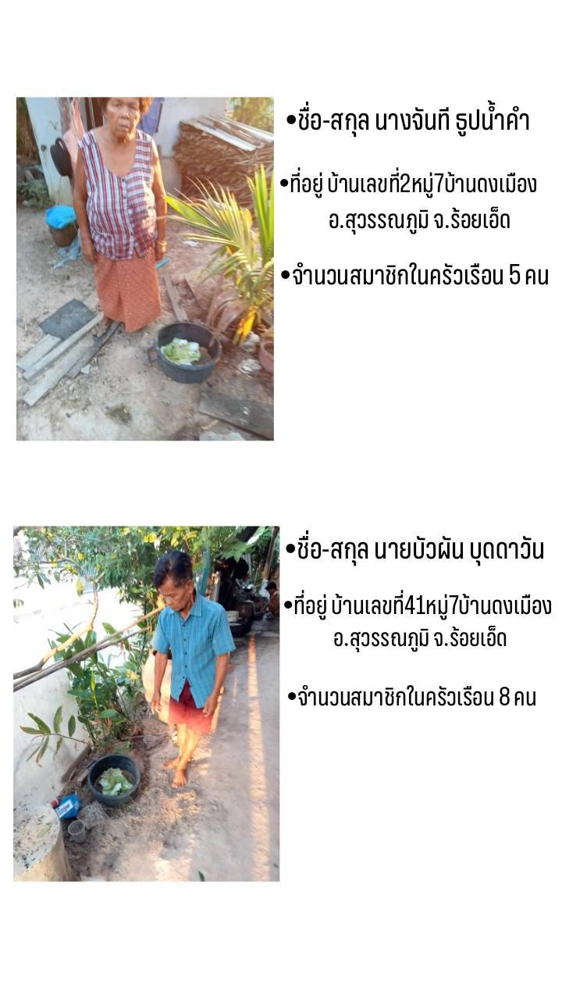 •ชื่อ-สกุล นางจันที ธูปน้ำคำ
•ที่อยู่ บ้านเลขที่2หมู่7บ้านดงเมือง
อ.สุวรรณภูมิ จ.ร้อยเอ็ด
•จำนวนสมาชิกในครัวเรือน 5 คน
•ชื่อ-สกุล นายบัวผัน บุดดาวัน
•ที่อยู่ บ้านเลขที่41หมู่7บ้านดงเมือง
อ.สุวรรณภูมิ จ.ร้อยเอ็ด
•จำนวนสมาชิกในครัวเรือน 8 คน